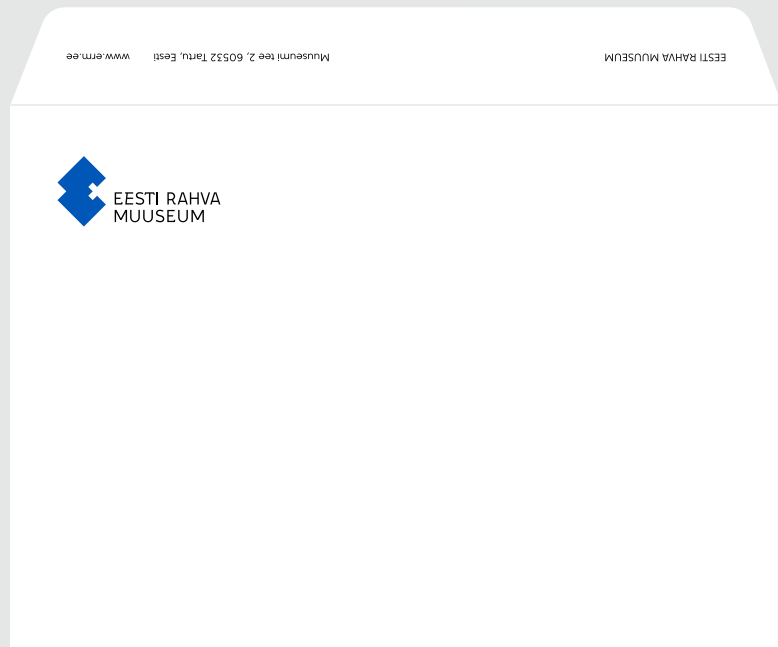 EESTI RAHVA MUUSEUM Muuseumi tee 2, 60532 Tartu, Eesti www.erm.ee
EESTI RAHVA
MUUSEUM